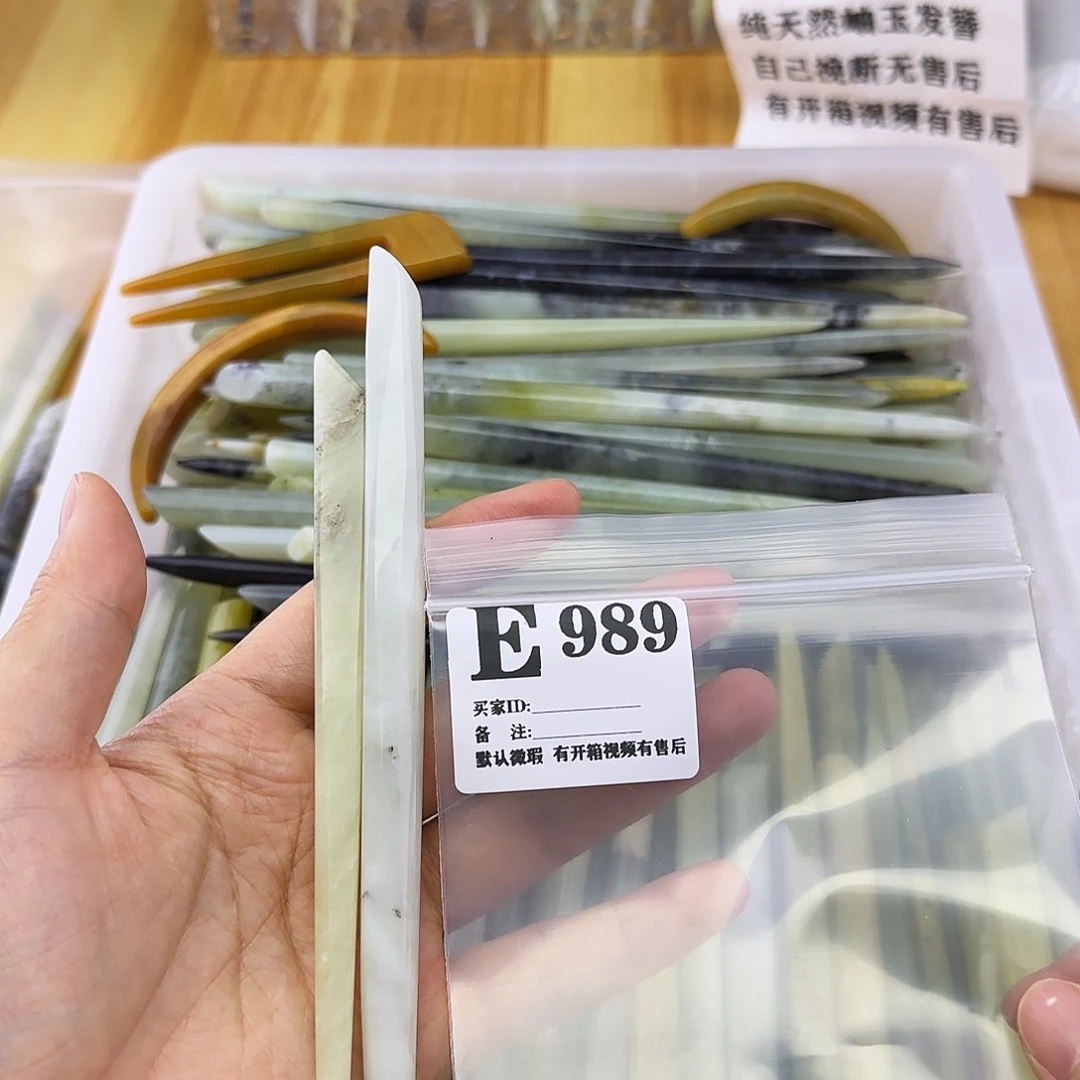 纯天然岫玉发簪
自己掰断无售后
有开箱视频有售后
E 989
买家ID:
备 注:
默认微瑕 有开箱视频有售后